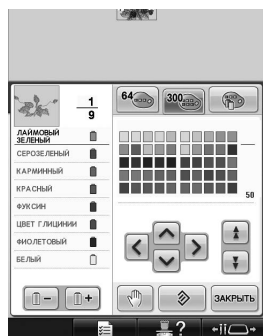 1
9
64
300
ЛАЙМОВЫЙ
ЗЕЛЕНЫЙ
СЕРОЗЕЛЕНЫЙ
КАРМИННЫЙ
КРАСНЫЙ
ФУКСИН
ЦВЕТ ГЛИЦИНИИ
ФИОЛЕТОВЫЙ
БЕЛЫЙ
50
− +
ЗАКРЫТЬ
?